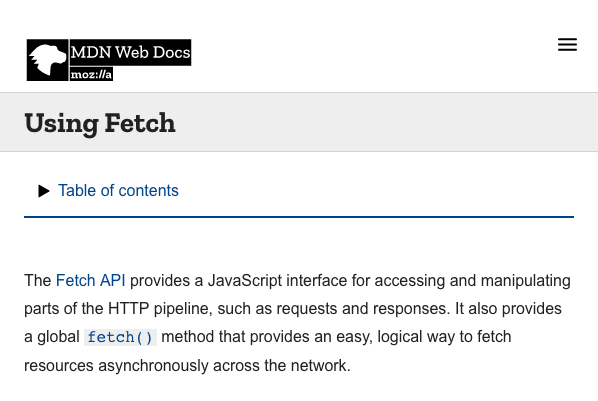 MDN Web Docs
moz://a
Using Fetch
Table of contents
The Fetch API provides a JavaScript interface for accessing and manipulating
parts of the HTTP pipeline, such as requests and responses. It also provides
a global fetch() method that provides an easy, logical way to fetch
resources asynchronously across the network.